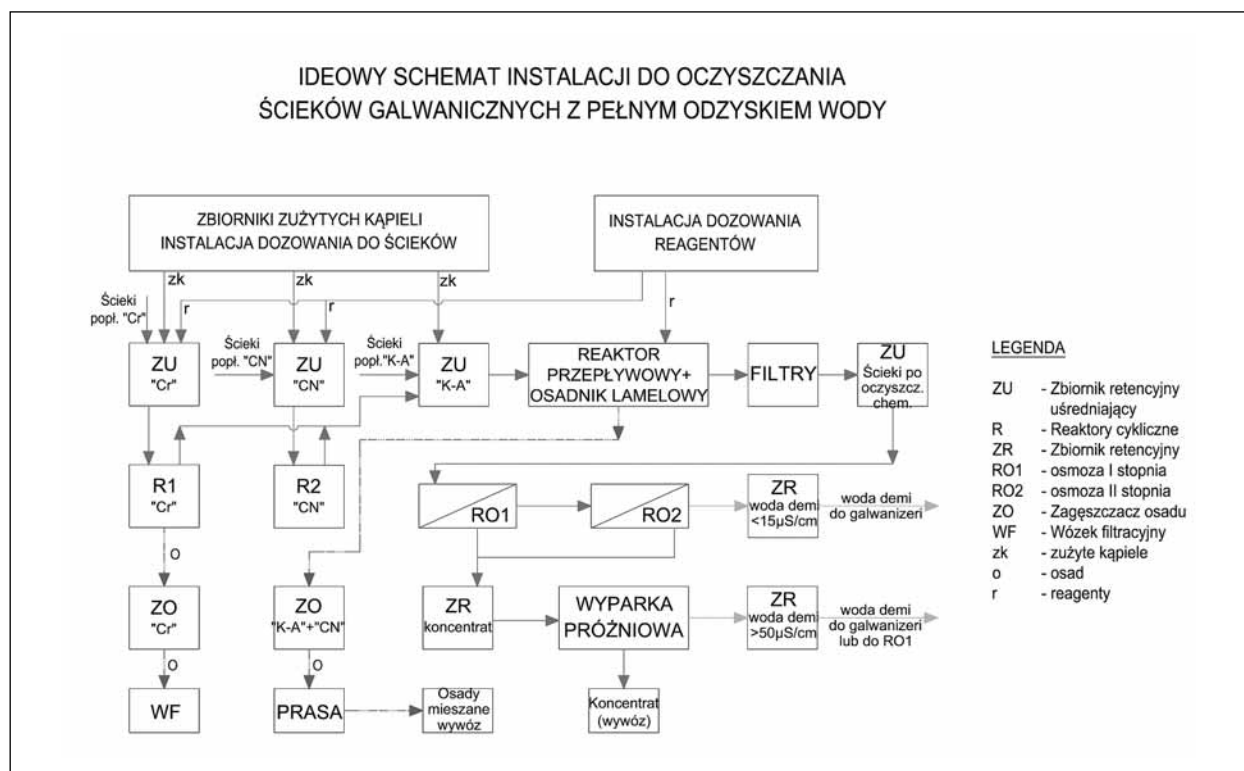 IDEOWY SCHEMAT INSTALACJI DO OCZYSZCZANIA
ŚCIEKÓW GALWANICZNYCH Z PEŁNYM ODZYSKIEM WODY
ZBIORNIKI ZUŻYTYCH KĄPIELI
INSTALACJA DOZOWANIA DO ŚCIEKÓW
INSTALACJA DOZOWANIA
REAGENTÓW
zk
zk
zk
Ścieki
popł. "Cr"
r
r
r
Ścieki
popł. "CN"
Ścieki
popł."K-A"
ZU
"Cr"
ZU
"CN"
ZU
"K-A"
REAKTOR
PRZEPŁYWOWY+
OSADNIK LAMELOWY
FILTRY
ZU
Ścieki po
oczyszcz.
chem.
R1
"Cr"
R2
"CN"
RO1
RO2
ZR
woda demi
<15µS/cm
woda demi
do galwanizeri
o
ZO
"Cr"
ZO
"K-A"+"CN"
ZR
koncentrat
WYPARKA
PRÓŻNIOWA
ZR
woda demi
>50µS/cm
woda demi
do galwanizeri
lub do RO1
o
o
WF
PRASA
Osady
mieszane
wywóz
Koncentrat
(wywóz)
LEGENDA
ZU - Zbiornik retencyjny
uśredniający
R - Reaktory cykliczne
ZR - Zbiornik retencyjny
RO1 - osmoza I stopnia
RO2 - osmoza II stopnia
ZO - Zagęszczacz osadu
WF - Wózek filtracyjny
zk - zużyte kąpiele
o - osad
r - reagenty